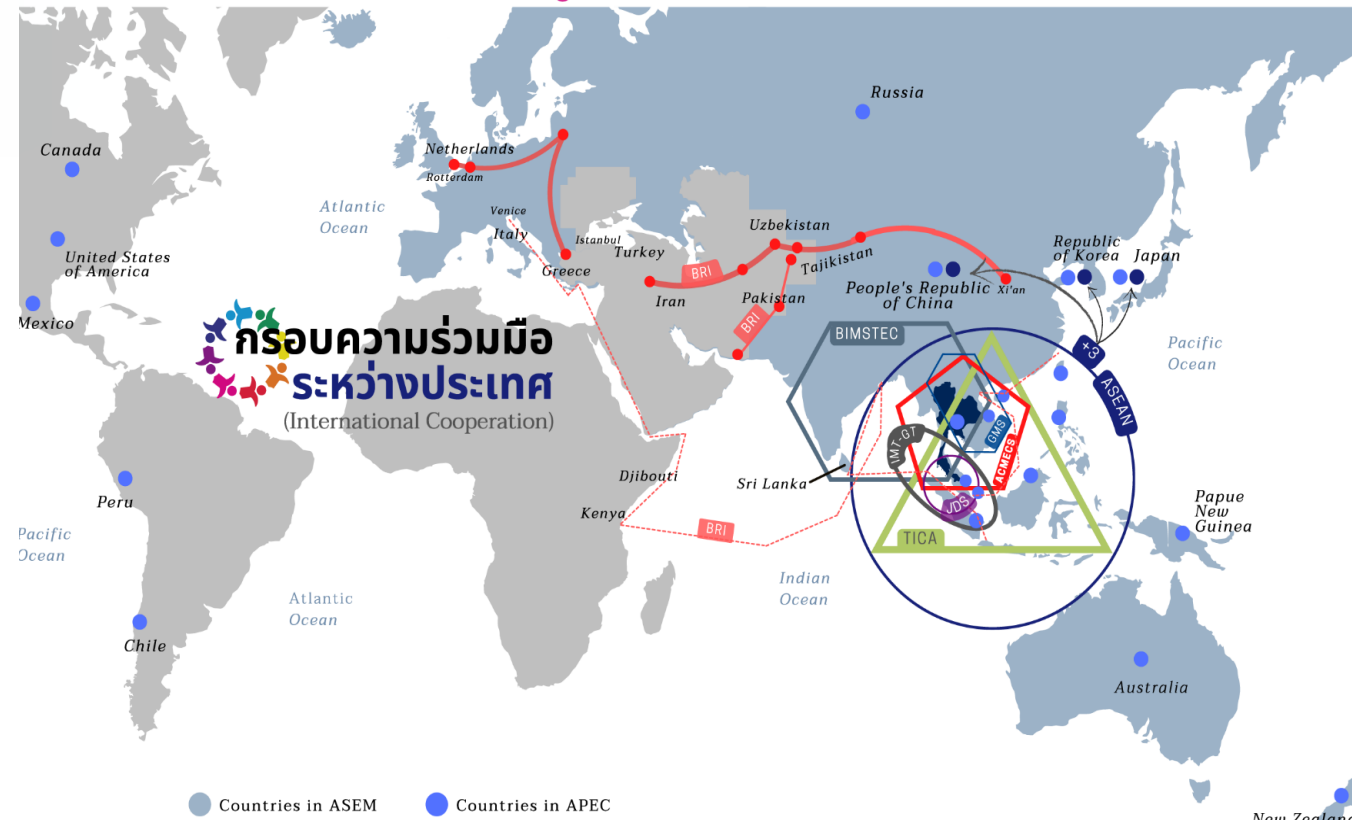 Russia
Canada
Netherlands
Rotterdam
Atlantic
Ocean
Venice
Italy
Istanbul
Turkey
Greece
Uzbekistan
Tajikistan
Republic
of Korea
Japan
United States
of America
BRI
Iran
Pakistan
BRI
People's Republic
of China
Xi'an
Mexico
กรอบความร่วมมือ
ระหว่างประเทศ
(International Cooperation)
BIMSTEC
+3
ASEAN
Pacific
Ocean
GMS
IMT-GT
ACMECS
JDS
TICA
Sri Lanka
Djibouti
Kenya
BRI
Peru
Papue
New
Guinea
Pacific
Ocean
Indian
Ocean
Atlantic
Ocean
Chile
Australia
Countries in ASEM
Countries in APEC
New Zealand